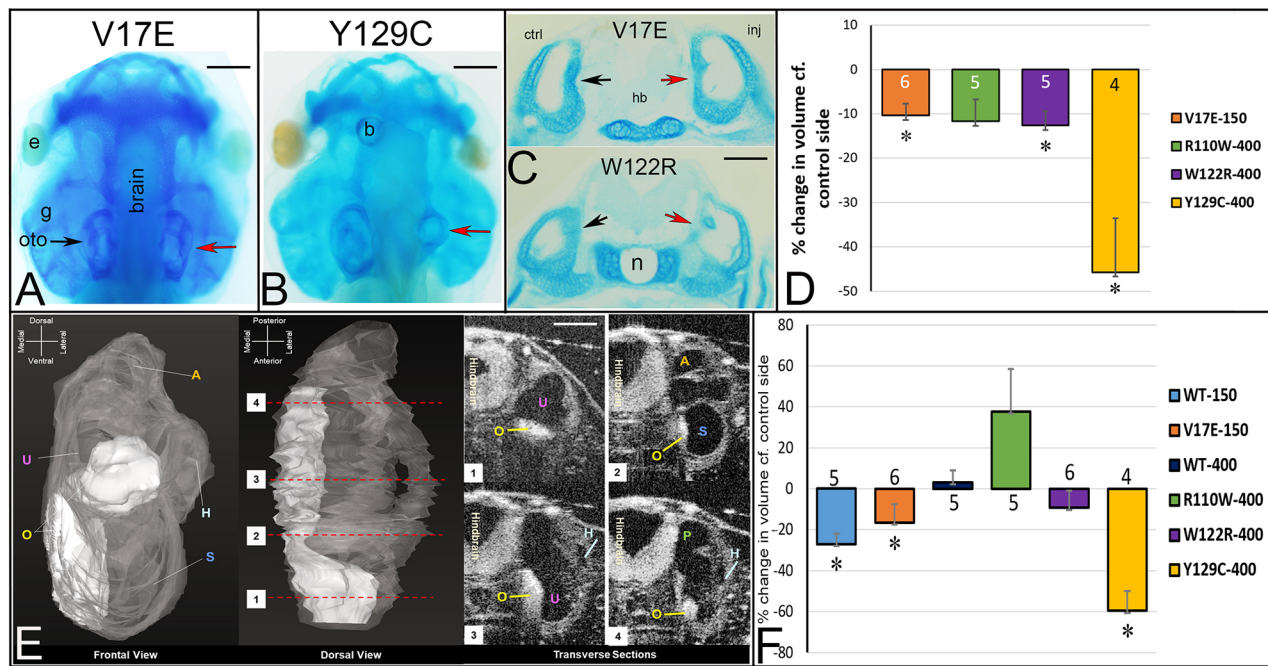 V17E
e
brain
g
oto
A
Y129C
b
B
V17E
ctrl
inj
hb
C
W122R
n
10
0
-10
-20
-30
-40
-50
% change in volume cf.
control side
6
5
5
4
*
*
*
V17E-150
R110W-400
W122R-400
Y129C-400
D
Dorsal
Medial
Lateral
Ventral
A
U
O
H
S
E
Frontal View
Posterior
Medial
Lateral
Anterior
4
3
2
1
Dorsal View
Hindbrain
U
O
1
Hindbrain
A
S
O
2
Hindbrain
H
O
U
3
Hindbrain
P
H
O
4
Transverse Sections
80
60
40
20
0
-20
-40
-60
-80
% change in volume cf. control side
5
6
5
5
6
4
*
*
*
WT-150
V17E-150
WT-400
R110W-400
W122R-400
Y129C-400
F